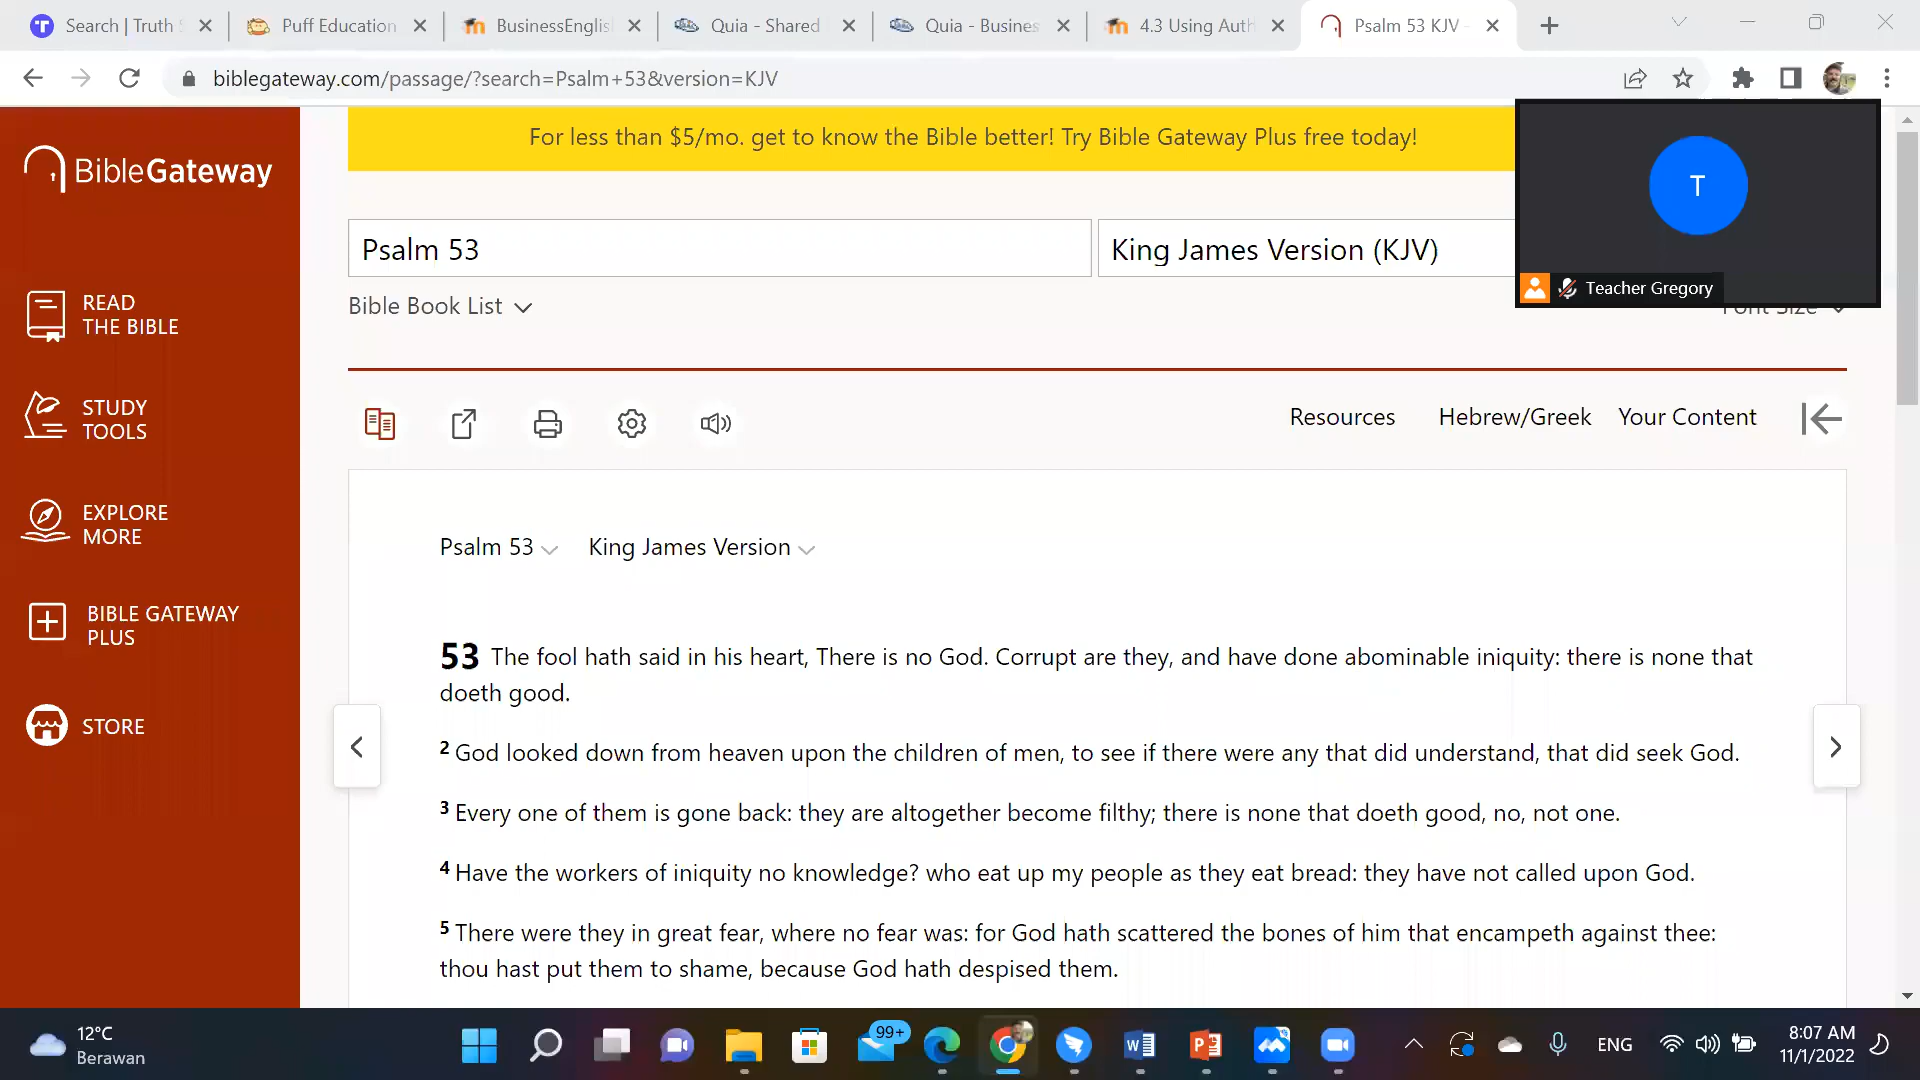 Search | Truth S
Puff Education
BusinessEnglis
Quia - Shared
Quia - Business
4.3 Using Auth
Psalm 53 KJV -
biblegateway.com/passage/?search=Psalm+53&version=KJV
BibleGateway
READ
THE BIBLE
STUDY
TOOLS
EXPLORE
MORE
BIBLE GATEWAY
PLUS
STORE
For less than $5/mo. get to know the Bible better! Try Bible Gateway Plus free today!
T
Teacher Gregory
Psalm 53
King James Version (KJV)
Bible Book List
Font Size
Resources
Hebrew/Greek
Your Content
Psalm 53
King James Version
53 The fool hath said in his heart, There is no God. Corrupt are they, and have done abominable iniquity: there is none that
doeth good.
2 God looked down from heaven upon the children of men, to see if there were any that did understand, that did seek God.
3 Every one of them is gone back: they are altogether become filthy; there is none that doeth good, no, not one.
4 Have the workers of iniquity no knowledge? who eat up my people as they eat bread: they have not called upon God.
5 There were they in great fear, where no fear was: for God hath scattered the bones of him that encampeth against thee:
thou hast put them to shame, because God hath despised them.
12°C
Berawan
99+
ENG
8:07 AM
11/1/2022